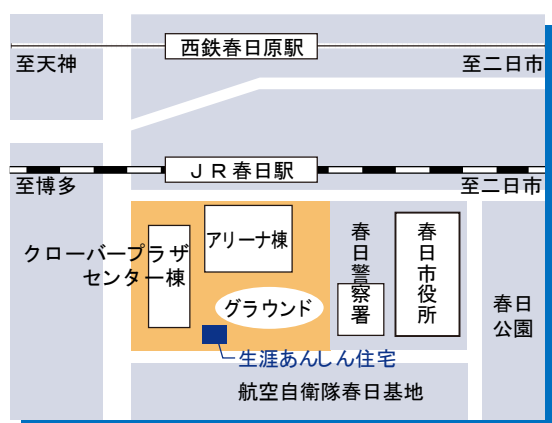 西鉄春日原駅
至天神
至二日市
ＪＲ春日駅
至博多
至二日市
クローバープラザ
センター棟
アリーナ棟
グラウンド
春日警察署
春日市役所
春日
公園
生涯あんしん住宅
航空自衛隊春日基地